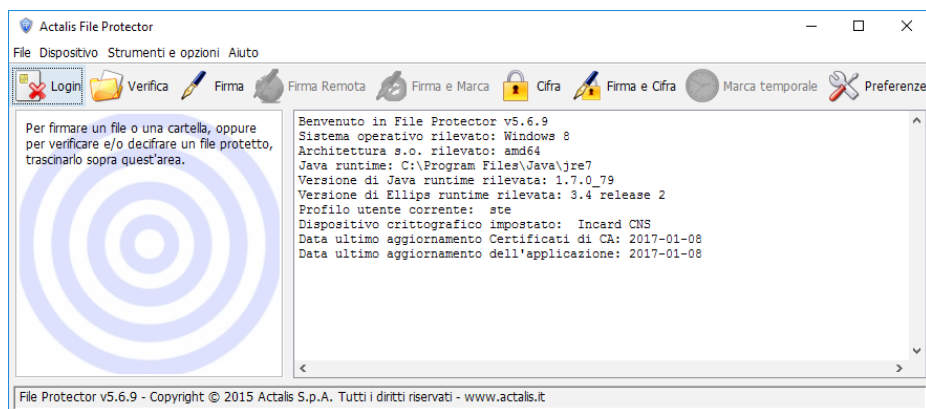 Actalis File Protector
File Dispositivo Strumenti e opzioni Aiuto
Login Verifica Firma Firma Remota Firma e Marca Cifra Firma e Cifra Marca temporale Preferenze
Per firmare un file o una cartella, oppure
per verificare e/o decifrare un file protetto,
trascinarlo sopra quest'area.
Benvenuto in File Protector v5.6.9
Sistema operativo rilevato: Windows 8
Architettura s.o. rilevato: amd64
Java runtime: C:\Program Files\Java\jre7
Versione di Java runtime rilevata: 1.7.0_79
Versione di Ellips runtime rilevata: 3.4 release 2
Profilo utente corrente: ste
Dispositivo crittografico impostato: Incard CNS
Data ultimo aggiornamento Certificati di CA: 2017-01-08
Data ultimo aggiornamento dell'applicazione: 2017-01-08
File Protector v5.6.9 - Copyright © 2015 Actalis S.p.A. Tutti i diritti riservati - www.actalis.it